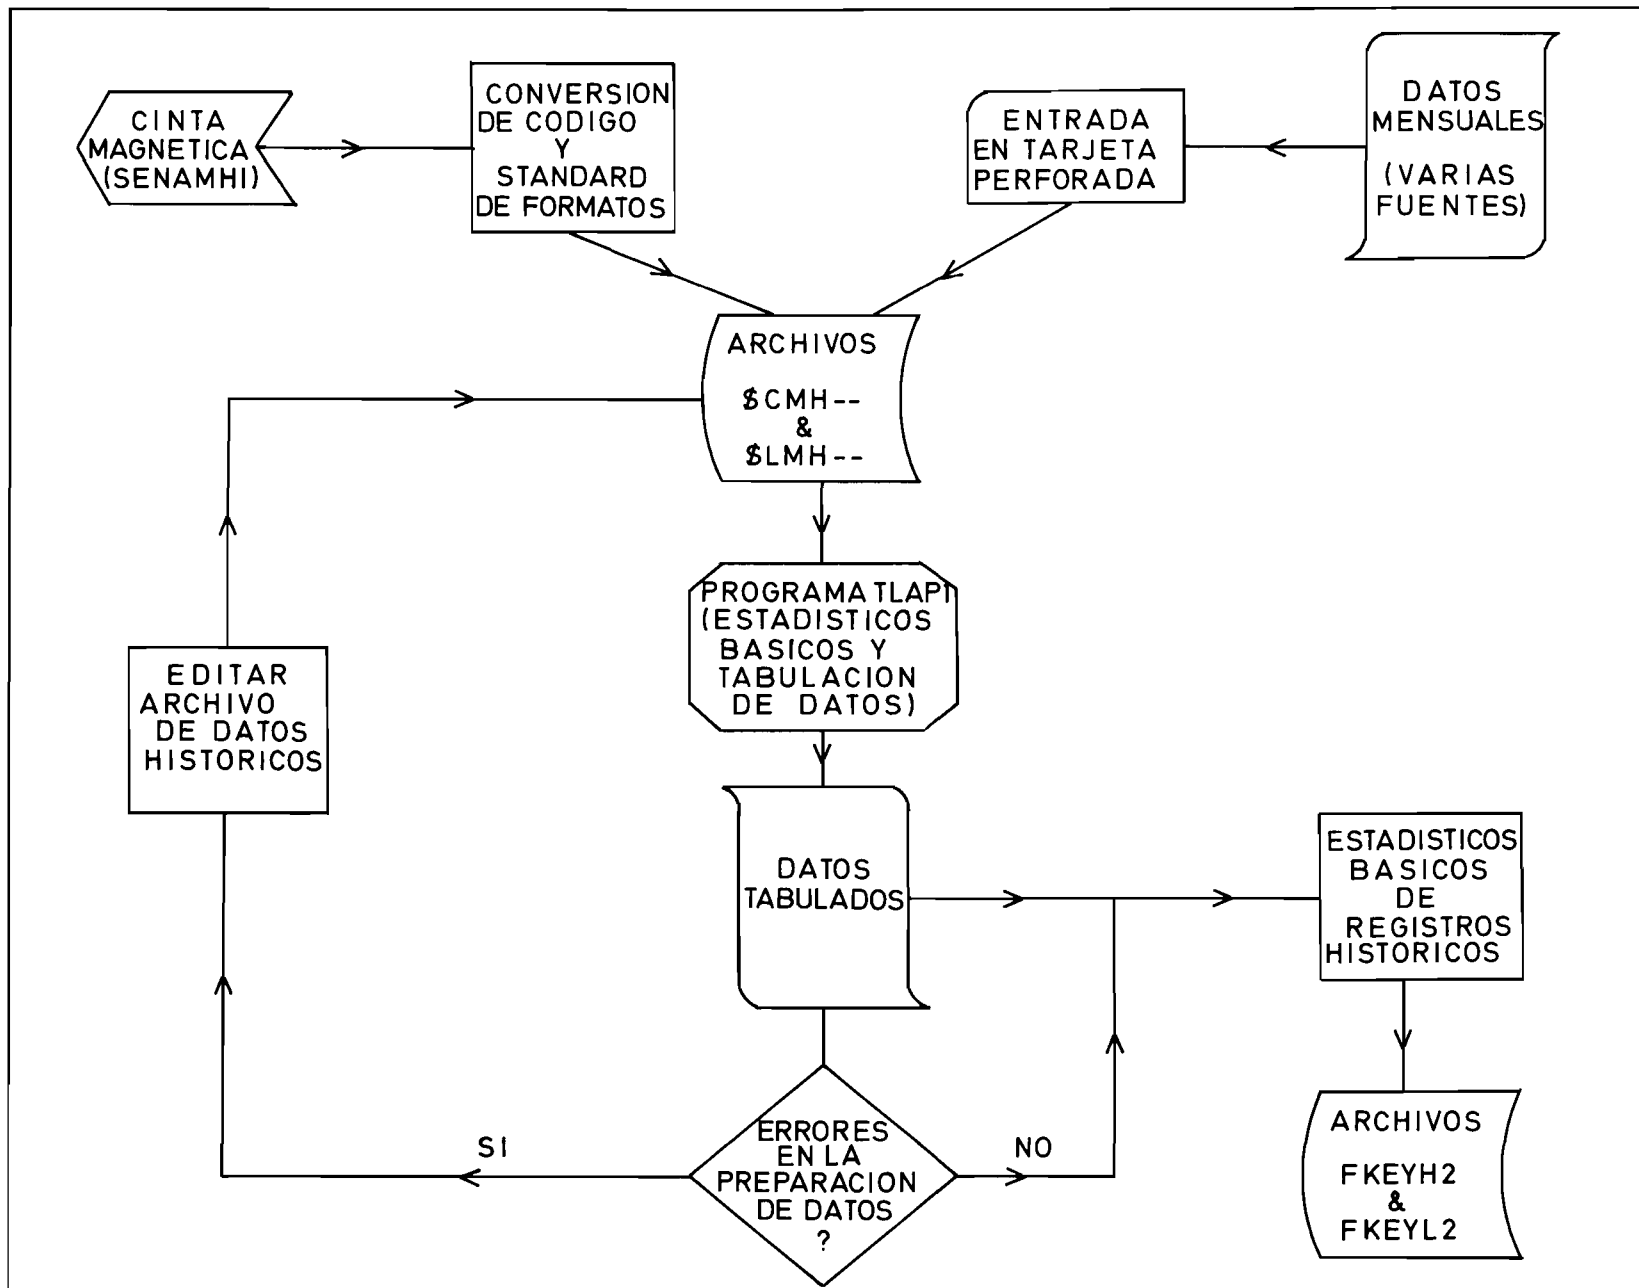 CINTA
MAGNETICA
(SENAMHI)
CONVERSION
DE CODIGO
Y
STANDARD
DE FORMATOS
ENTRADA
EN TARJETA
PERFORADA
DATOS
MENSUALES
(VARIAS
FUENTES)
ARCHIVOS
$CMH--
&
$LMH--
PROGRAMA TLAP1
(ESTADISTICOS
BASICOS Y
TABULACION
DE DATOS)
EDITAR
ARCHIVO
DE DATOS
HISTORICOS
DATOS
TABULADOS
ESTADISTICOS
BASICOS
DE
REGISTROS
HISTORICOS
ERRORES
EN LA
PREPARACION
DE DATOS
?
SI
NO
ARCHIVOS
FKEYH2
&
FKEYL2